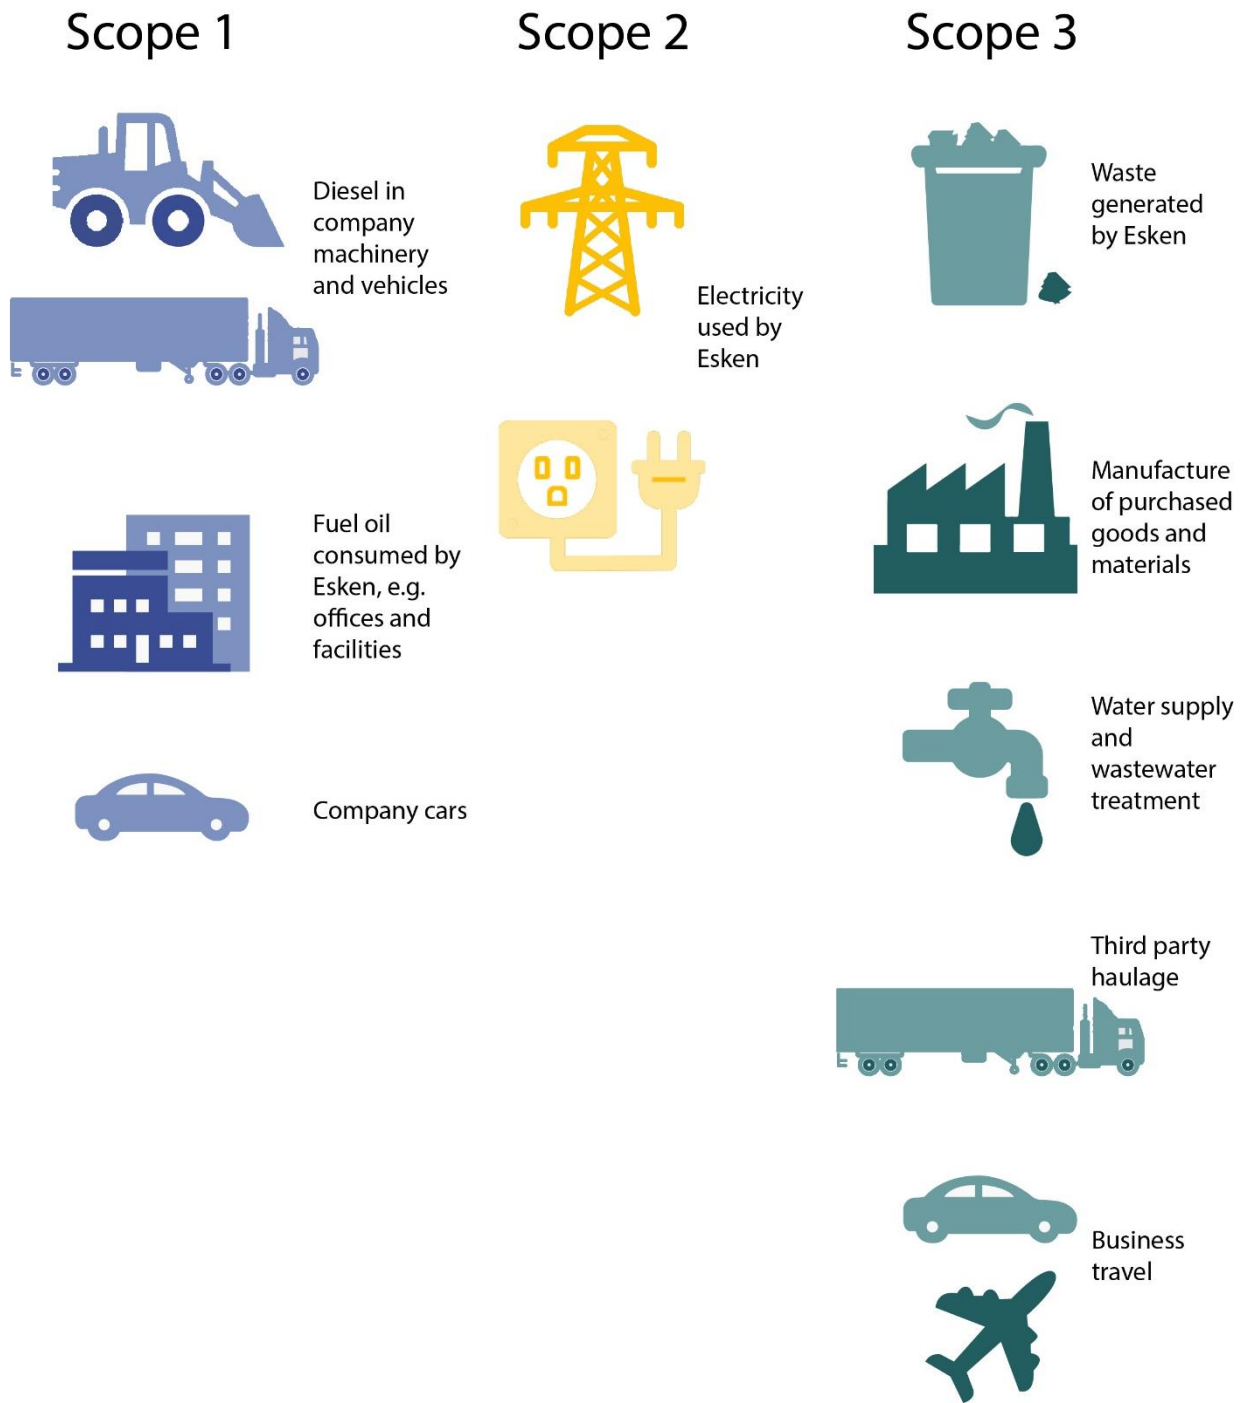 Scope 1
Diesel in
company
machinery
and vehicles
Fuel oil
consumed by
Esken, e.g.
offices and
facilities
Company cars
Scope 2
Electricity
used by
Esken
Scope 3
Waste
generated
by Esken
Manufacture
of purchased
goods and
materials
Water supply
and
wastewater
treatment
Third party
haulage
Business
travel